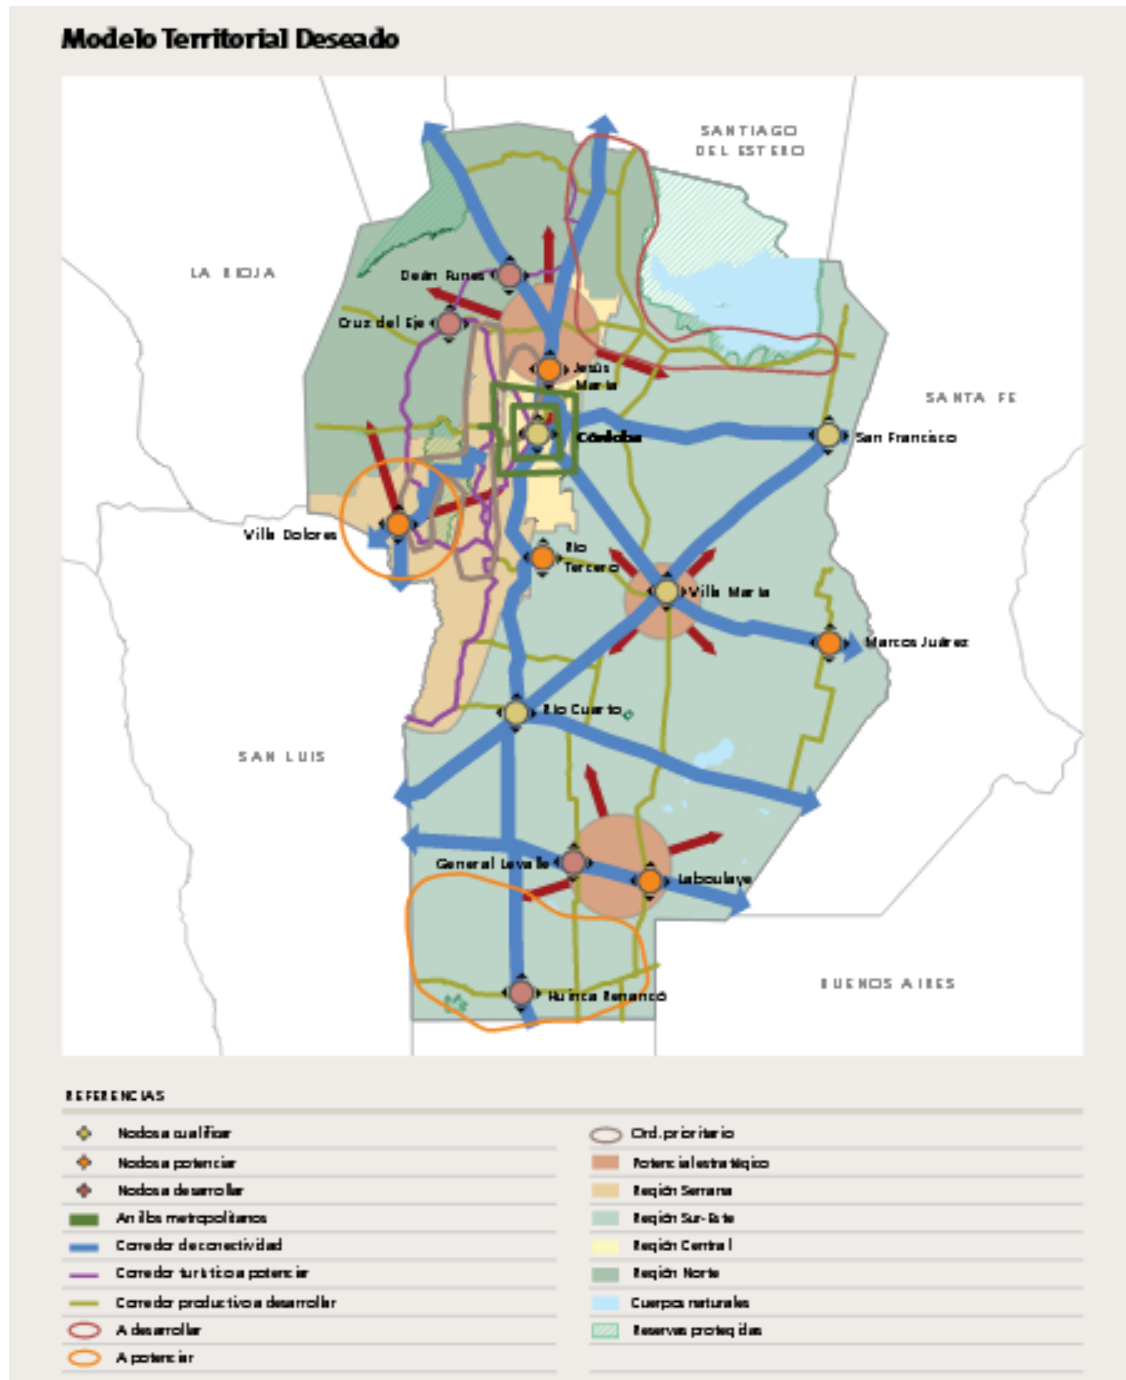 Modelo Territorial Deseado
SANTIAGO
DEL ESTERO
LA RIOJA
Deán Funes
Cruz del Eje
Jesús
María
SANTA FE
Córdoba
San Francisco
Villa Dolores
Río
Tercero
Villa María
Marcos Juárez
Río Cuarto
SAN LUIS
General Levalle
Laboulaye
BUENOS AIRES
Huinca Renancó
REFERENCIAS
Nodos a cualificar
Nodos a potenciar
Nodos a desarrollar
Anillos metropolitanos
Corredor de conectividad
Corredor turístico a potenciar
Corredor productivo a desarrollar
A desarrollar
A potenciar
Ord. prioritario
Potencial estratégico
Región Serrana
Región Sur-Este
Región Central
Región Norte
Cuerpos naturales
Reservas protegidas